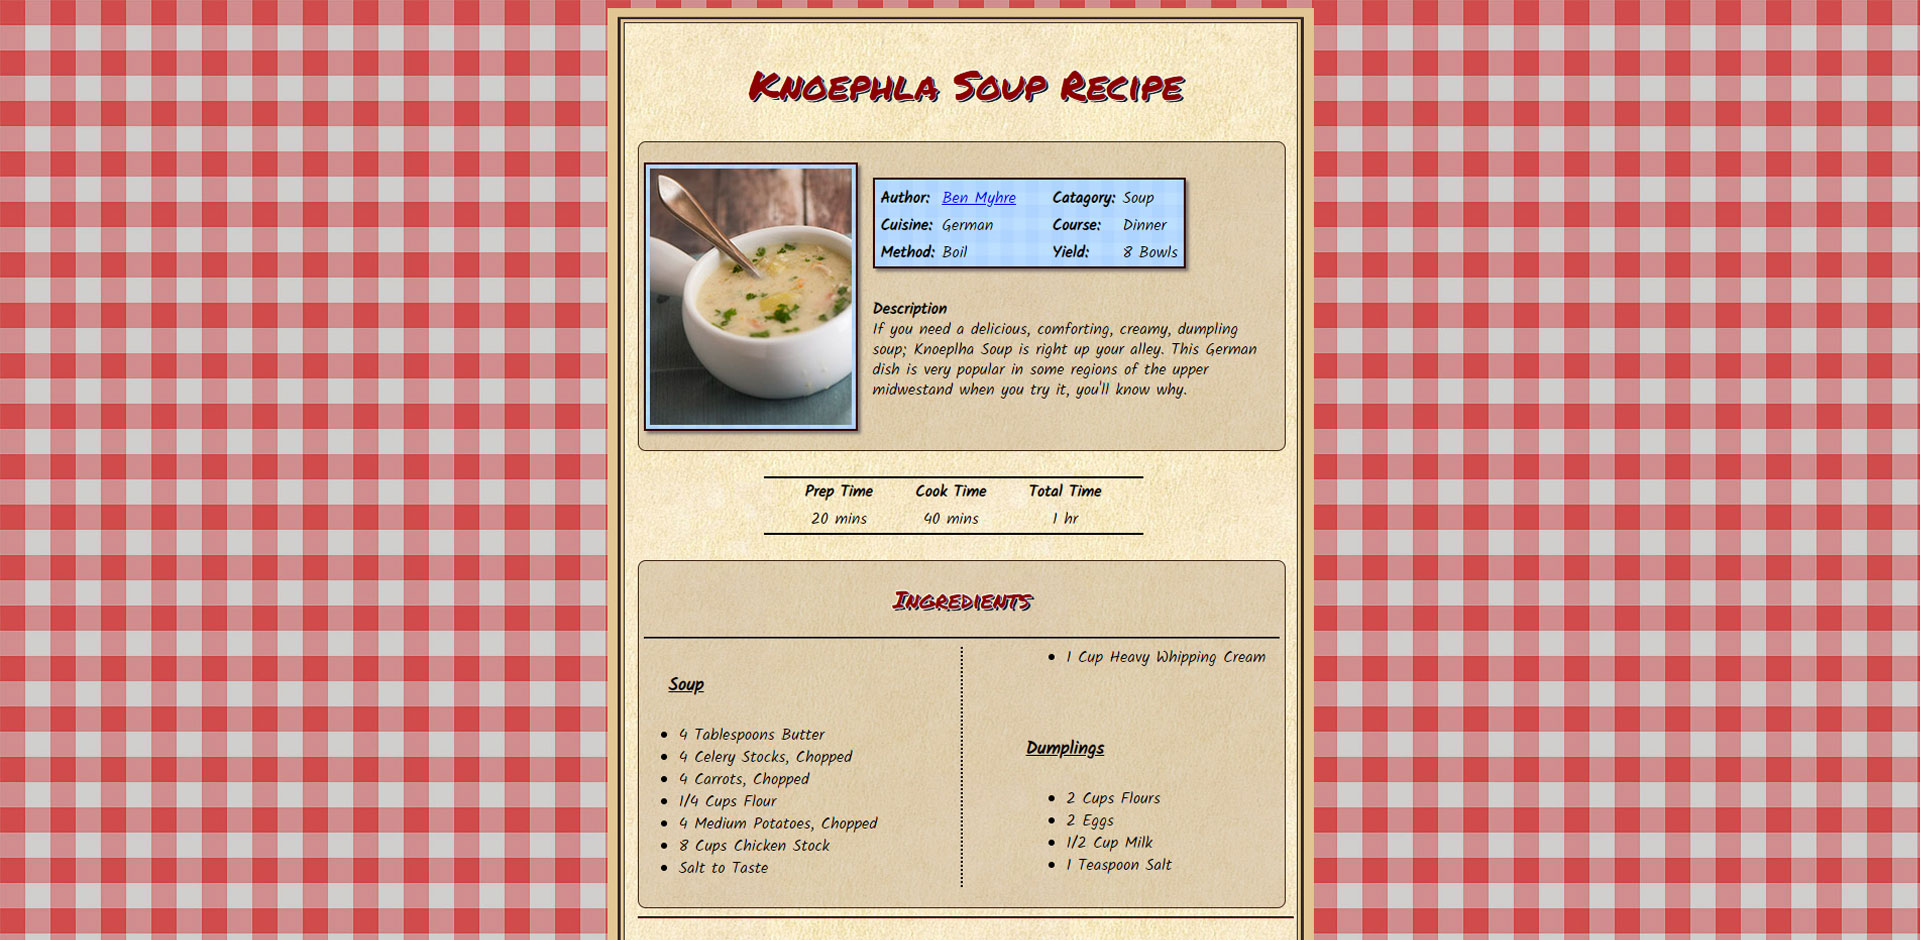 Knoephla Soup Recipe
Author: Ben Myhre Catagory: Soup
Cuisine: German Course: Dinner
Method: Boil Yield: 8 Bowls
Description
If you need a delicious, comforting, creamy, dumpling
soup; Knoeplha Soup is right up your alley. This German
dish is very popular in some regions of the upper
midwestand when you try it, you'll know why.
Prep Time Cook Time Total Time
20 mins 40 mins 1 hr
Ingredients
Soup
4 Tablespoons Butter
4 Celery Stocks, Chopped
4 Carrots, Chopped
1/4 Cups Flour
4 Medium Potatoes, Chopped
8 Cups Chicken Stock
Salt to Taste
1 Cup Heavy Whipping Cream
Dumplings
2 Cups Flours
2 Eggs
1/2 Cup Milk
1 Teaspoon Salt